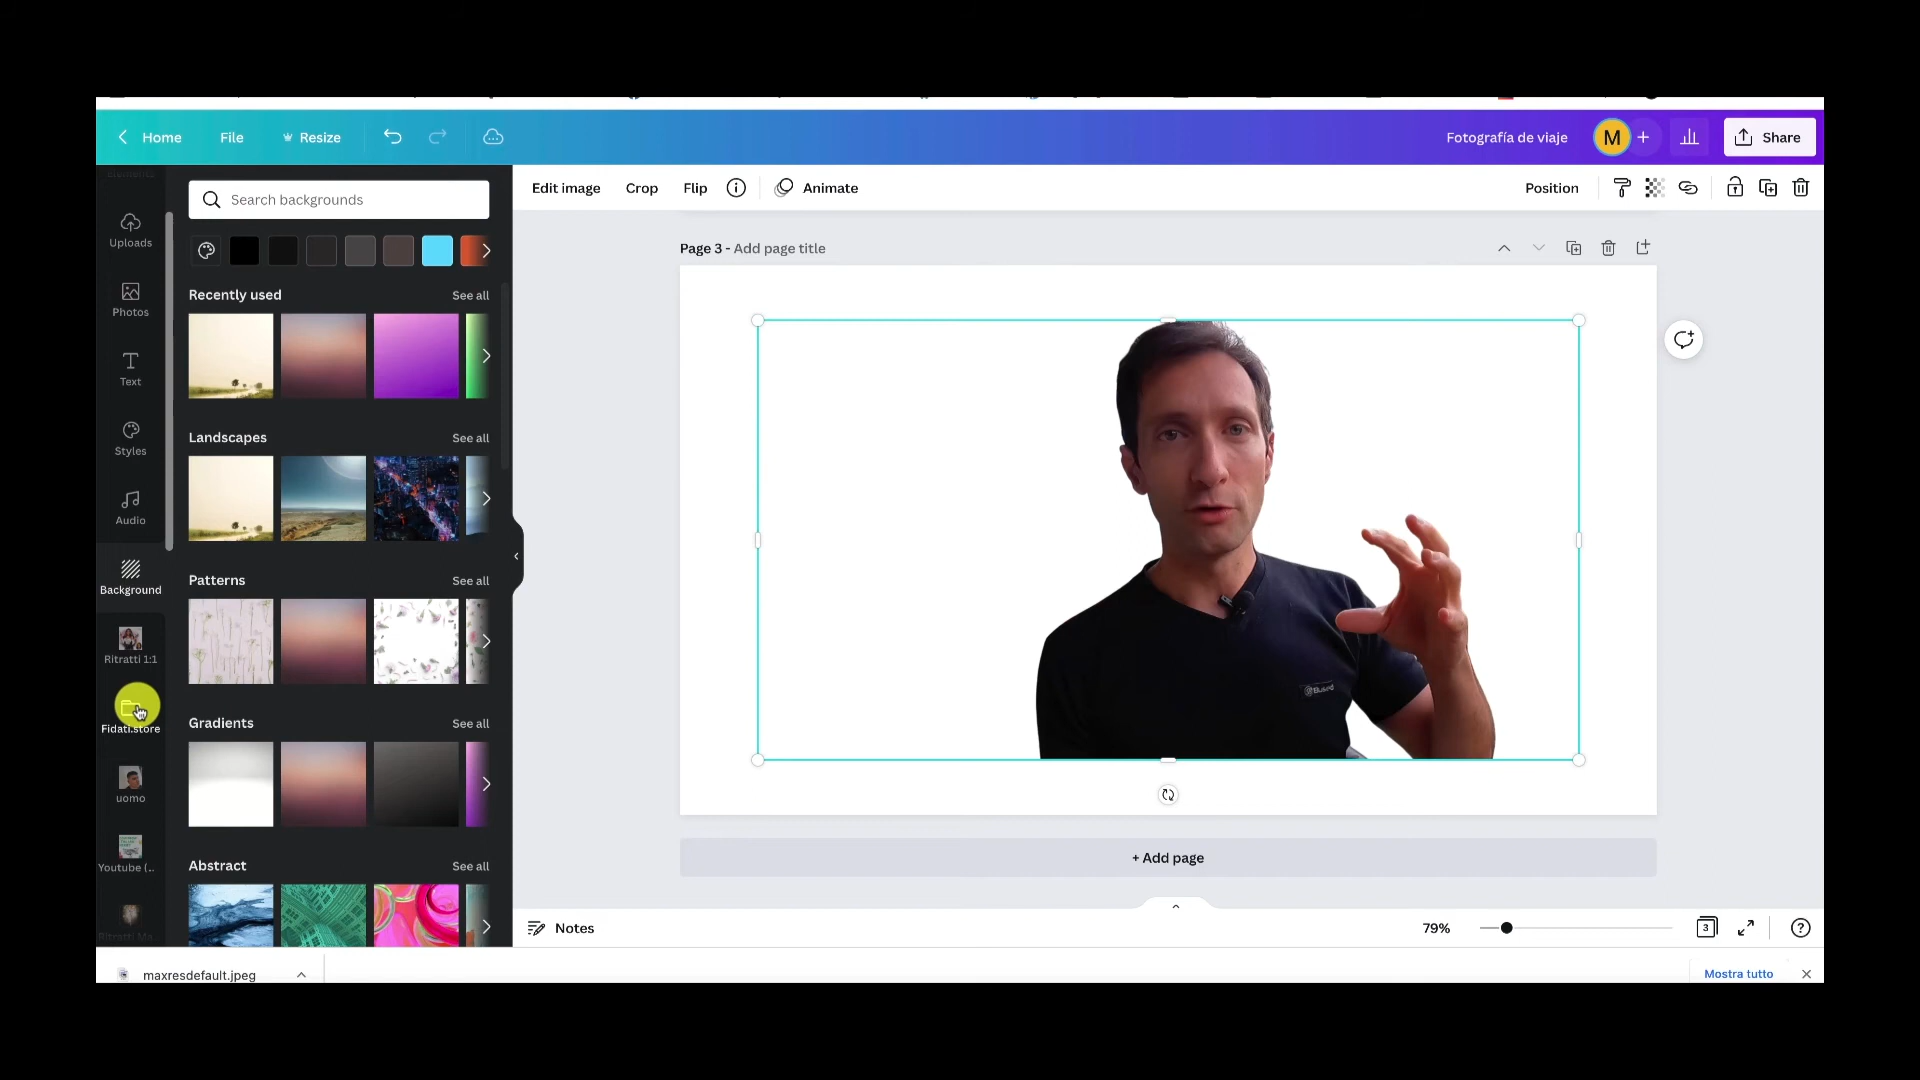 Home
File
Resize
Fotografía de viaje
M
Share
Uploads
Photos
Text
Styles
Audio
Background
Ritratti 1:1
Fidati.store
uomo
Youtube (...
Search backgrounds
Recently used
See all
Landscapes
See all
Patterns
See all
Gradients
See all
Abstract
See all
Edit image
Crop
Flip
Animate
Position
Page 3 - Add page title
+ Add page
Notes
79%
3
maxresdefault.jpeg
Mostra tutto